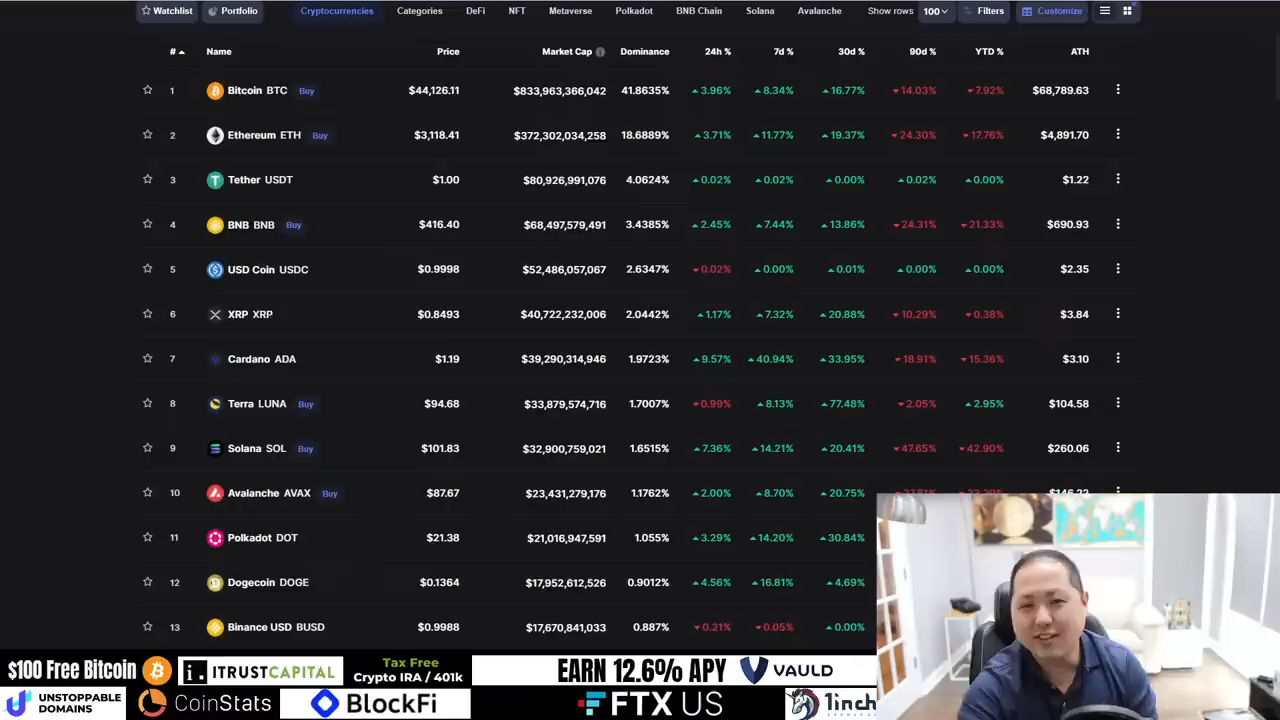 Watchlist Portfolio Cryptocurrencies Categories DeFi NFT Metaverse Polkadot BNB Chain Solana Avalanche Show rows 100 Filters Customize
# Name Price Market Cap Dominance 24h % 7d % 30d % 90d % YTD % ATH
1 Bitcoin BTC Buy $44,126.11 $833,963,366,042 41.8635% 3.96% 8.34% 16.77% 14.03% 7.92% $68,789.63
2 Ethereum ETH Buy $3,118.41 $372,302,034,258 18.6889% 3.71% 11.77% 19.37% 24.30% 17.76% $4,891.70
3 Tether USDT $1.00 $80,926,991,076 4.0624% 0.02% 0.02% 0.00% 0.02% 0.00% $1.22
4 BNB BNB Buy $416.40 $68,497,579,491 3.4385% 2.45% 7.44% 13.86% 24.31% 21.33% $690.93
5 USD Coin USDC $0.9998 $52,486,057,067 2.6347% 0.02% 0.00% 0.01% 0.00% 0.00% $2.35
6 XRP XRP $0.8493 $40,722,232,006 2.0442% 1.17% 7.32% 20.88% 10.29% 0.38% $3.84
7 Cardano ADA $1.19 $39,290,314,946 1.9723% 9.57% 40.94% 33.95% 18.91% 15.36% $3.10
8 Terra LUNA Buy $94.68 $33,879,574,716 1.7007% 0.99% 8.13% 77.48% 2.05% 2.95% $104.58
9 Solana SOL Buy $101.83 $32,900,759,021 1.6515% 7.36% 14.21% 20.41% 47.65% 42.90% $260.06
10 Avalanche AVAX Buy $87.67 $23,431,279,176 1.1762% 2.00% 8.70% 20.75%
11 Polkadot DOT $21.38 $21,016,947,591 1.055% 3.29% 14.20% 30.84%
12 Dogecoin DOGE $0.1364 $17,952,612,526 0.9012% 4.56% 16.81% 4.69%
13 Binance USD BUSD $0.9988 $17,670,841,033 0.887% 0.21% 0.05% 0.00%
$100 Free Bitcoin iTRUSTCAPITAL Tax Free
Crypto IRA / 401k
EARN 12.6% APY VAULD
UNSTOPPABLE
DOMAINS
CoinStats BlockFi FTX US 1inch
EXCHANGE